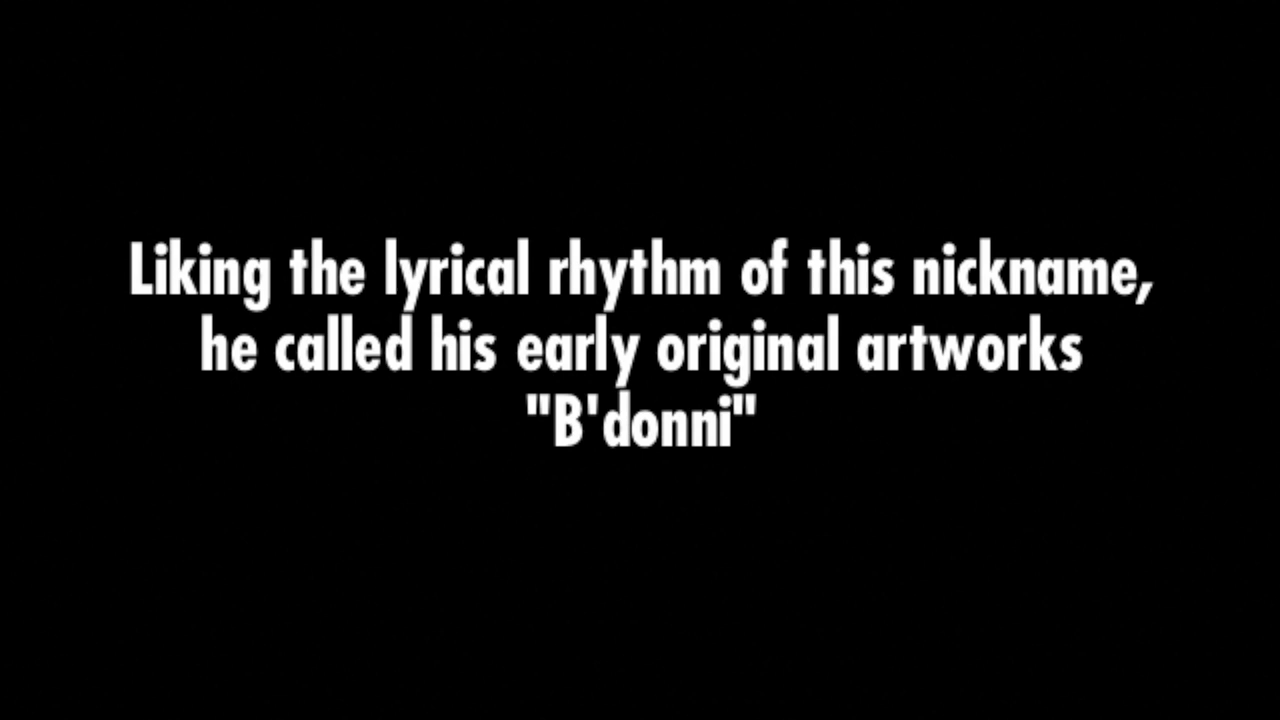 Liking the lyrical rhythm of this nickname,
he called his early original artworks
"B'donni"